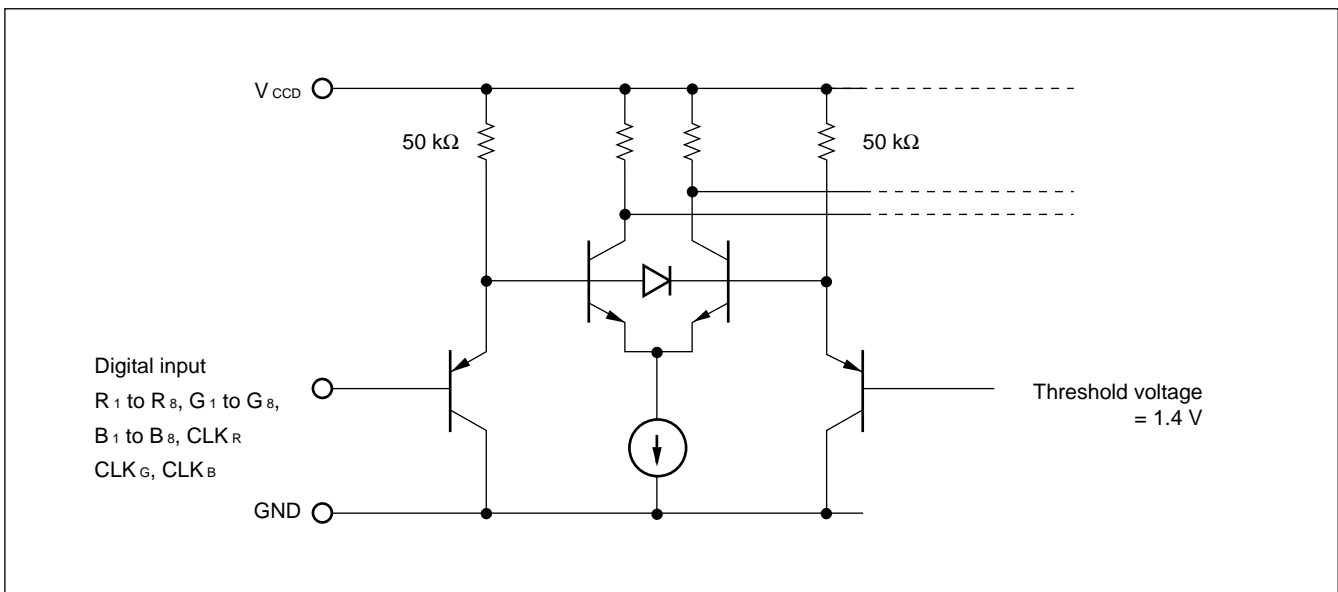 V CCD
50 kΩ
50 kΩ
Digital input
R 1 to R 8, G 1 to G 8,
B 1 to B 8, CLK R
CLK G, CLK B
Threshold voltage
= 1.4 V
GND